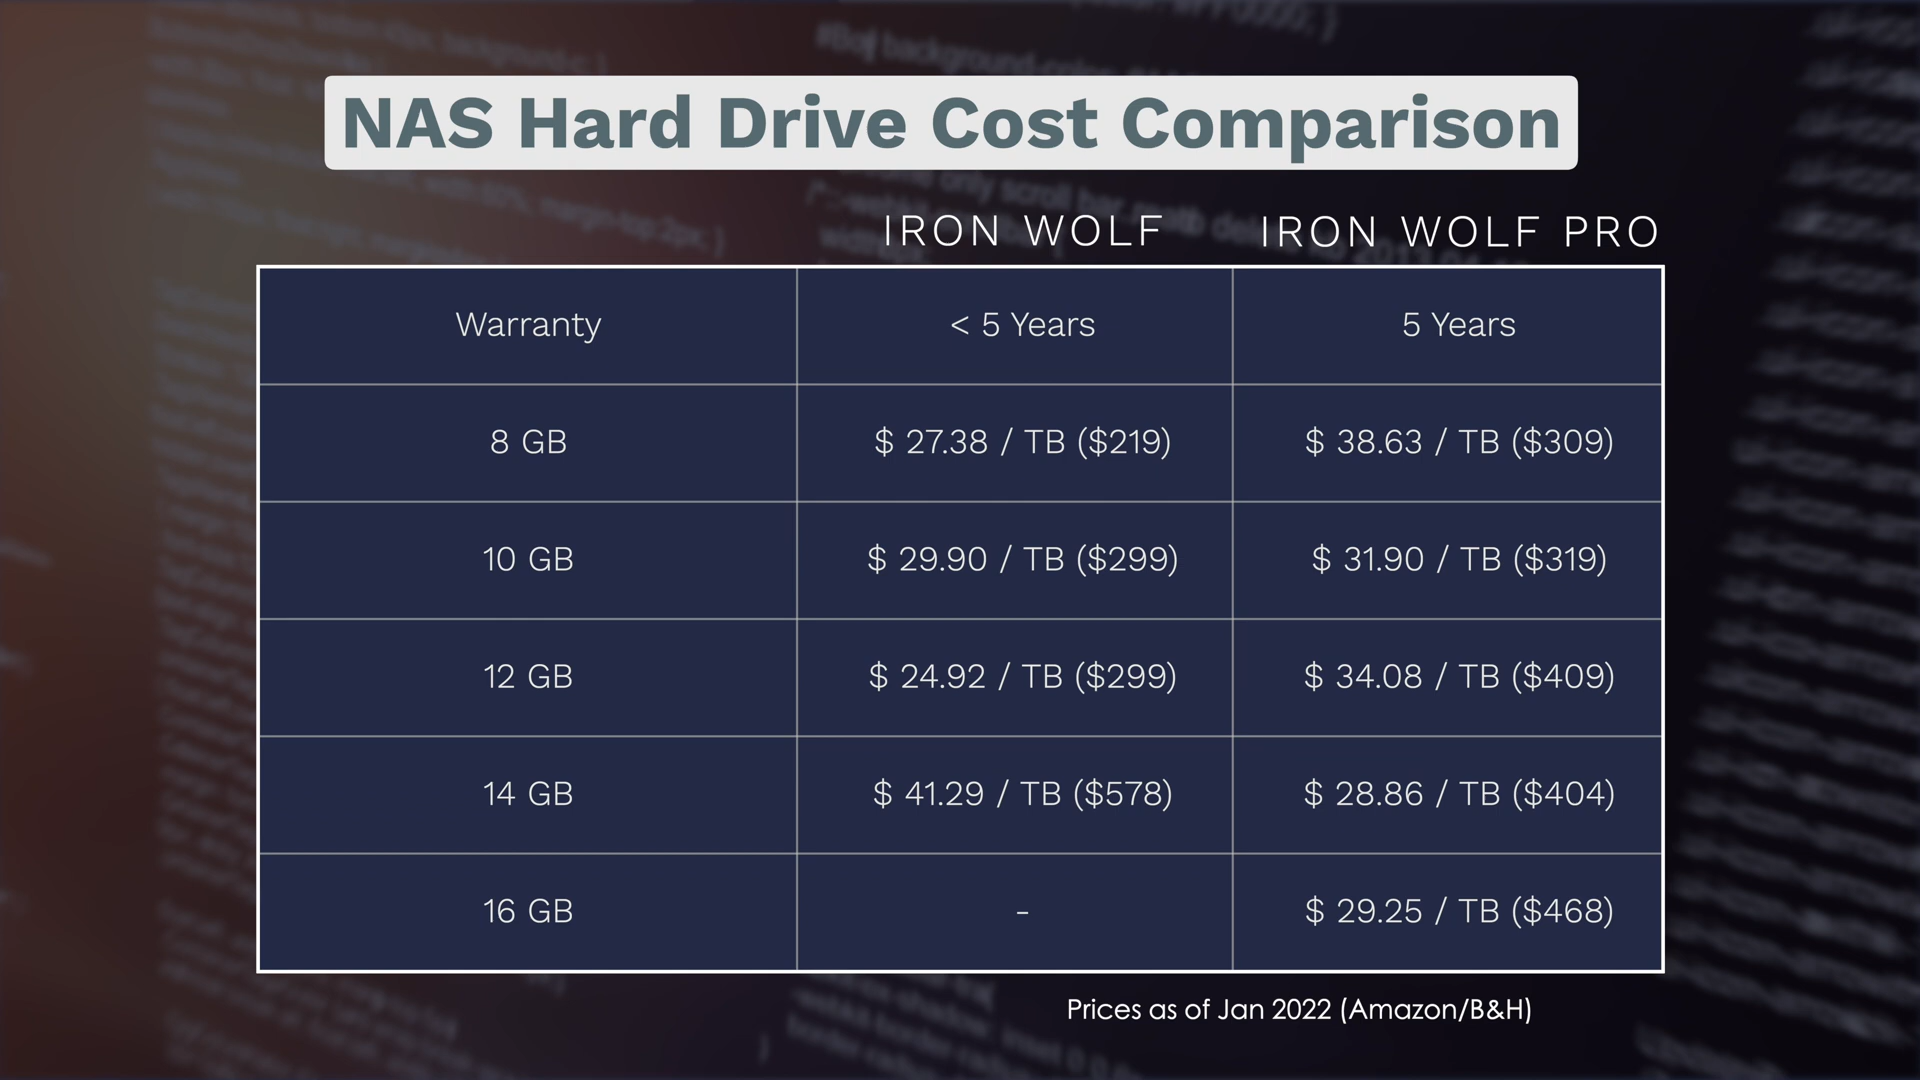 NAS Hard Drive Cost Comparison
IRON WOLF IRON WOLF PRO
Warranty < 5 Years 5 Years
8 GB $ 27.38 / TB ($219) $ 38.63 / TB ($309)
10 GB $ 29.90 / TB ($299) $ 31.90 / TB ($319)
12 GB $ 24.92 / TB ($299) $ 34.08 / TB ($409)
14 GB $ 41.29 / TB ($578) $ 28.86 / TB ($404)
16 GB - $ 29.25 / TB ($468)
Prices as of Jan 2022 (Amazon/B&H)